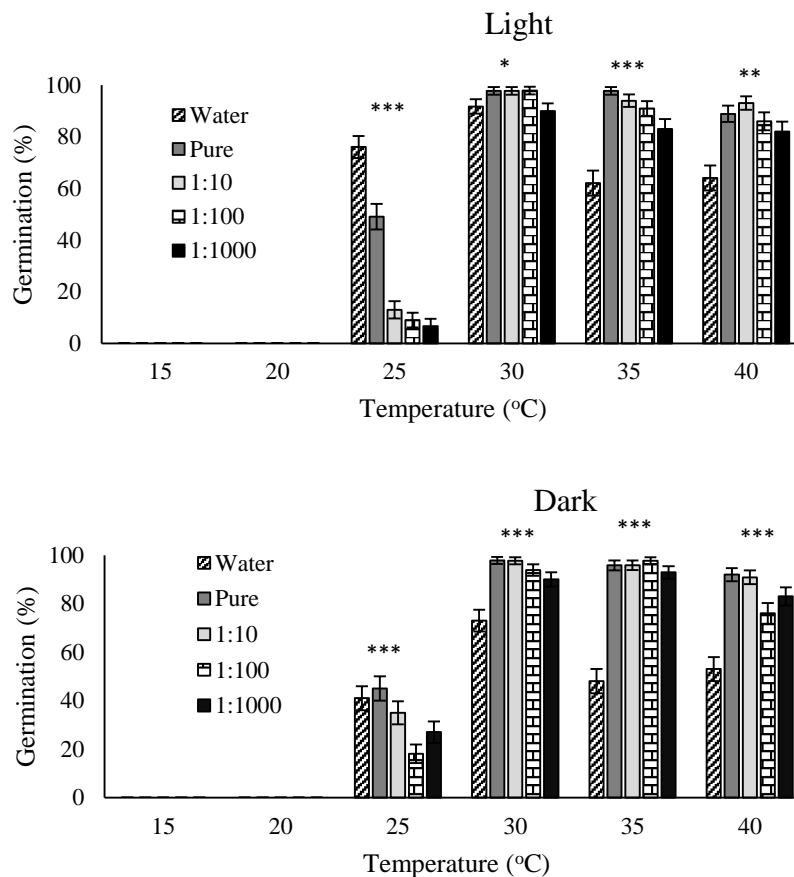 Light
* *** **
***
100
80
60
40
20
0
Germination (%)
Water
Pure
1:10
1:100
1:1000
15 20 25 30 35 40
Temperature (°C)
Dark
*** *** ***
***
100
80
60
40
20
0
Germination (%)
Water
Pure
1:10
1:100
1:1000
15 20 25 30 35 40
Temperature (°C)